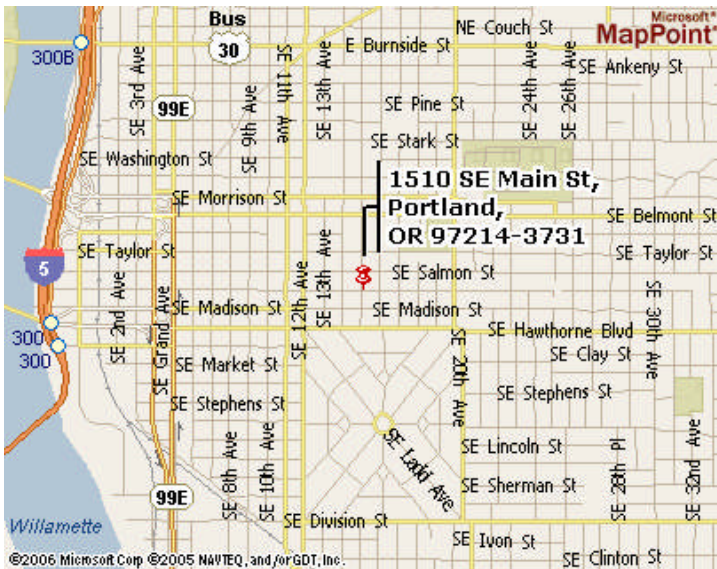 Microsoft®
MapPoint®
Bus
30
NE Couch St
E Burnside St
SE Ankeny St
300B
SE 3rd Ave
99E
SE 9th Ave
SE 11th Ave
SE 13th Ave
SE 24th Ave
SE 26th Ave
SE Pine St
SE Stark St
SE Washington St
SE Morrison St
1510 SE Main St,
Portland,
OR 97214-3731
SE Belmont St
SE Taylor St
SE Taylor St
5
SE Salmon St
SE 2nd Ave
SE Grand Ave
SE Madison St
SE 12th Ave
SE 13th Ave
SE Madison St
SE 30th Ave
300
300
SE Hawthorne Blvd
SE Clay St
SE Market St
SE 20th Ave
SE Stephens St
SE Stephens St
SE Ladd Ave
SE Lincoln St
SE 8th Ave
SE 10th Ave
SE 28th Pl
SE 32nd Ave
SE Sherman St
99E
Willamette
SE Division St
SE Ivon St
SE Clinton St
©2006 Microsoft Corp ©2005 NAVTEQ, and/or GDT, Inc.